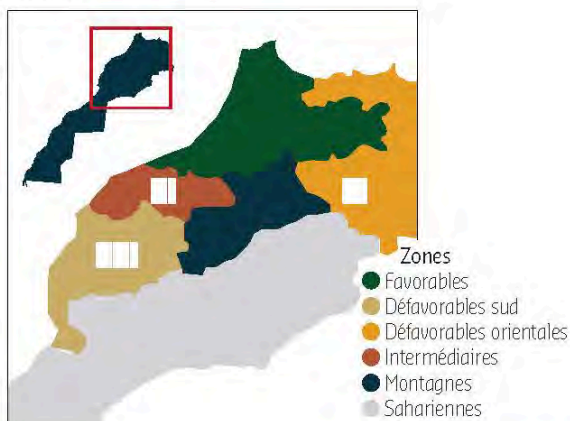 Zones
Favorables
Défavorables sud
Défavorables orientales
Intermédiaires
Montagnes
Sahariennes